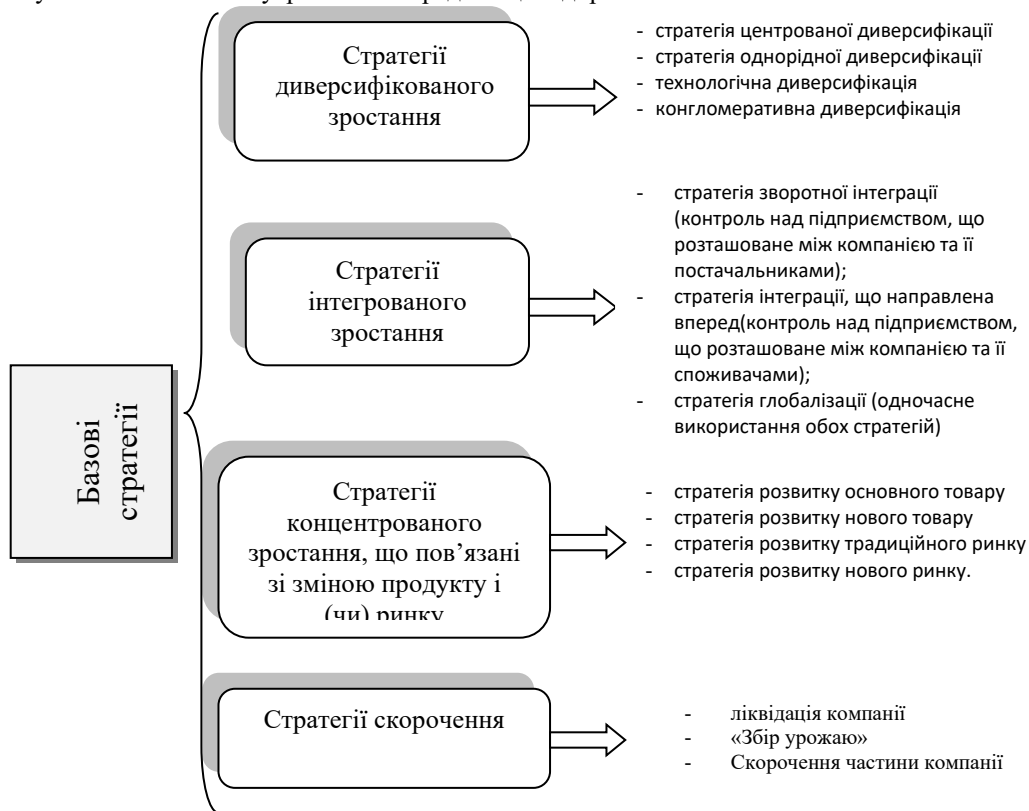 Стратегії
диверсифікованого
зростання
- стратегія центрованої диверсифікації
- стратегія однорідної диверсифікації
- технологічна диверсифікація
- конгломеративна диверсифікація
Стратегії
інтегрованого
зростання
- стратегія зворотної інтеграції
(контроль над підприємством, що
розташоване між компанією та її
постачальниками);
- стратегія інтеграції, що направлена
вперед(контроль над підприємством,
що розташоване між компанією та її
споживачами);
- стратегія глобалізації (одночасне
використання обох стратегій)
Базові
стратегії
Стратегії
концентрованого
зростання, що пов’язані
зі зміною продукту і
(чи) ринку
- стратегія розвитку основного товару
- стратегія розвитку нового товару
- стратегія розвитку традиційного ринку
- стратегія розвитку нового ринку.
Стратегії скорочення
- ліквідація компанії
- «Збір урожаю»
- Скорочення частини компанії